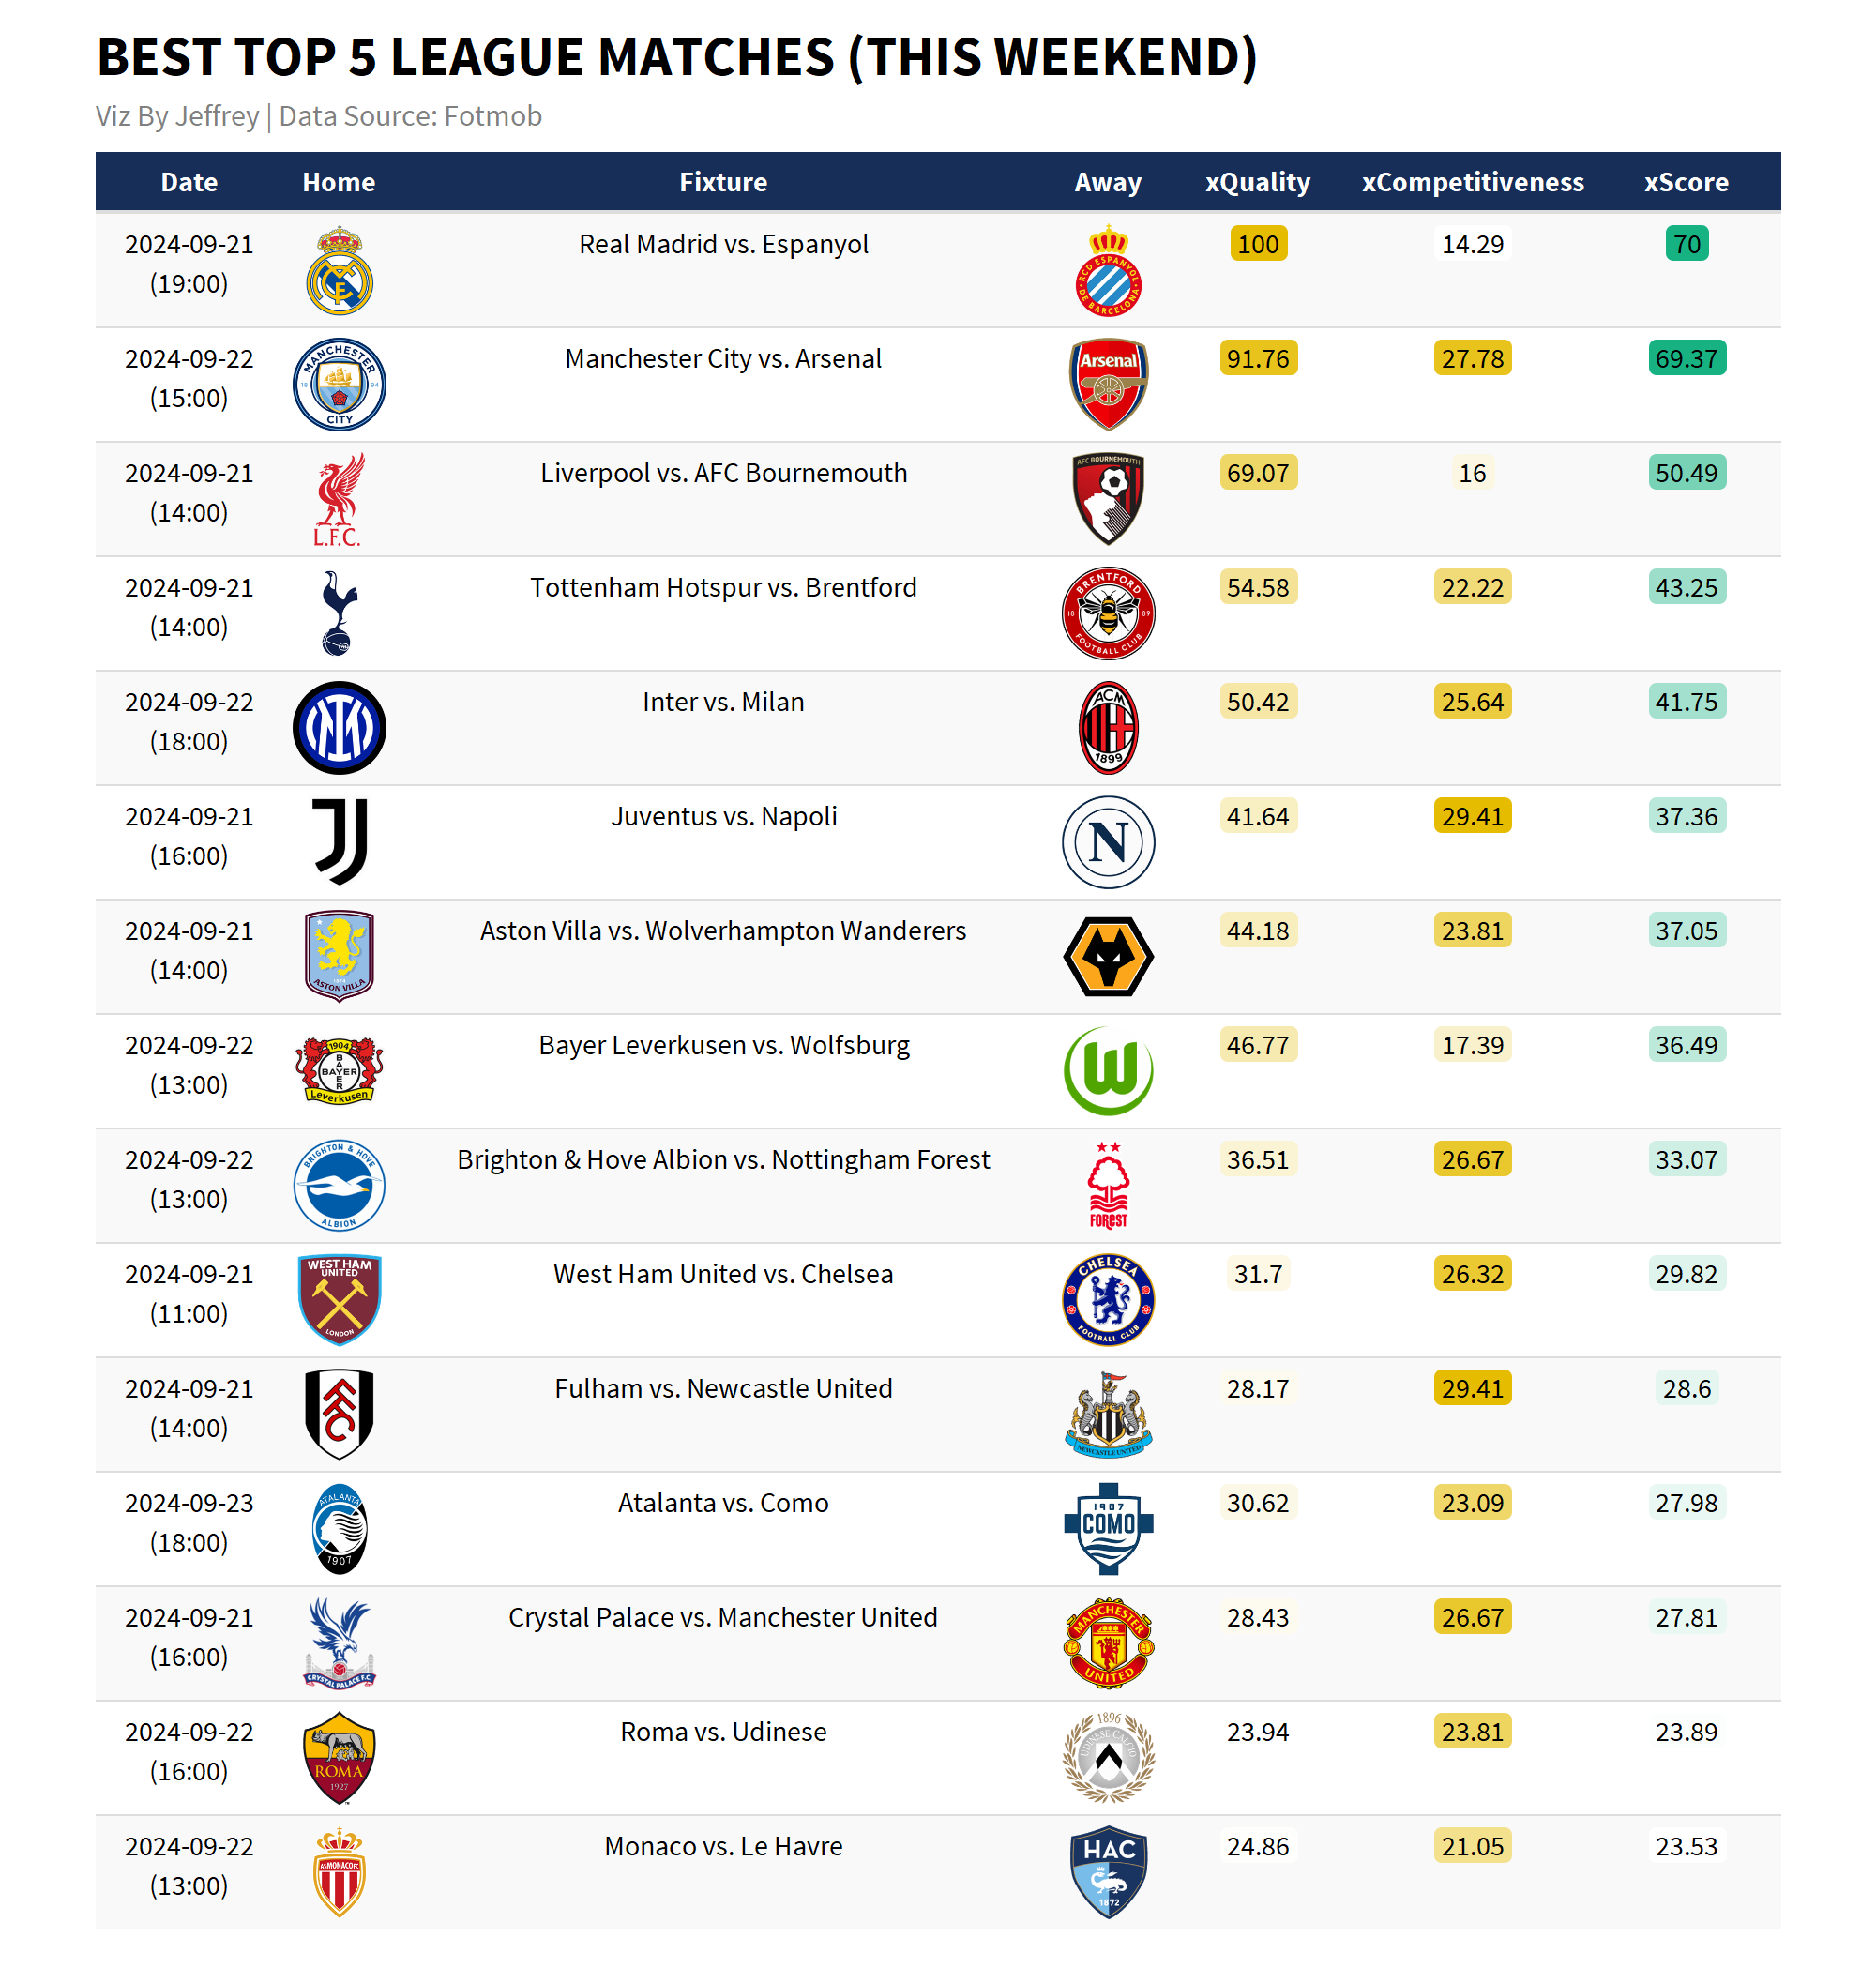 BEST TOP 5 LEAGUE MATCHES (THIS WEEKEND)
Viz By Jeffrey | Data Source: Fotmob
Date Home Fixture Away xQuality xCompetitiveness xScore
2024-09-21 Real Madrid vs. Espanyol 100 14.29 70
(19:00)
RCD ESPANYOL DE BARCELONA
2024-09-22 Manchester City vs. Arsenal 91.76 27.78 69.37
(15:00)
MANCHESTER 18 94 CITY
Arsenal
2024-09-21 Liverpool vs. AFC Bournemouth 69.07 16 50.49
(14:00)
L.F.C.
AFC BOURNEMOUTH
2024-09-21 Tottenham Hotspur vs. Brentford 54.58 22.22 43.25
(14:00)
BRENTFORD 18 89 FOOTBALL CLUB
2024-09-22 Inter vs. Milan 50.42 25.64 41.75
(18:00)
ACM 1899
2024-09-21 Juventus vs. Napoli 41.64 29.41 37.36
(16:00)
N
2024-09-21 Aston Villa vs. Wolverhampton Wanderers 44.18 23.81 37.05
(14:00)
ASTON VILLA
2024-09-22 Bayer Leverkusen vs. Wolfsburg 46.77 17.39 36.49
(13:00)
1904 BAYER BAYER Leverkusen
W
2024-09-22 Brighton & Hove Albion vs. Nottingham Forest 36.51 26.67 33.07
(13:00)
BRIGHTON & HOVE ALBION
FOREST
2024-09-21 West Ham United vs. Chelsea 31.7 26.32 29.82
(11:00)
WEST HAM UNITED LONDON
CHELSEA FOOTBALL CLUB
2024-09-21 Fulham vs. Newcastle United 28.17 29.41 28.6
(14:00)
FFC
NEWCASTLE UNITED
2024-09-23 Atalanta vs. Como 30.62 23.09 27.98
(18:00)
ATALANTA 1907
1907 COMO
2024-09-21 Crystal Palace vs. Manchester United 28.43 26.67 27.81
(16:00)
CRYSTAL PALACE F.C.
MANCHESTER UNITED
2024-09-22 Roma vs. Udinese 23.94 23.81 23.89
(16:00)
ROMA 1927
1896 UDINESE CALCIO
2024-09-22 Monaco vs. Le Havre 24.86 21.05 23.53
(13:00)
AS MONACO FC
HAC 1872